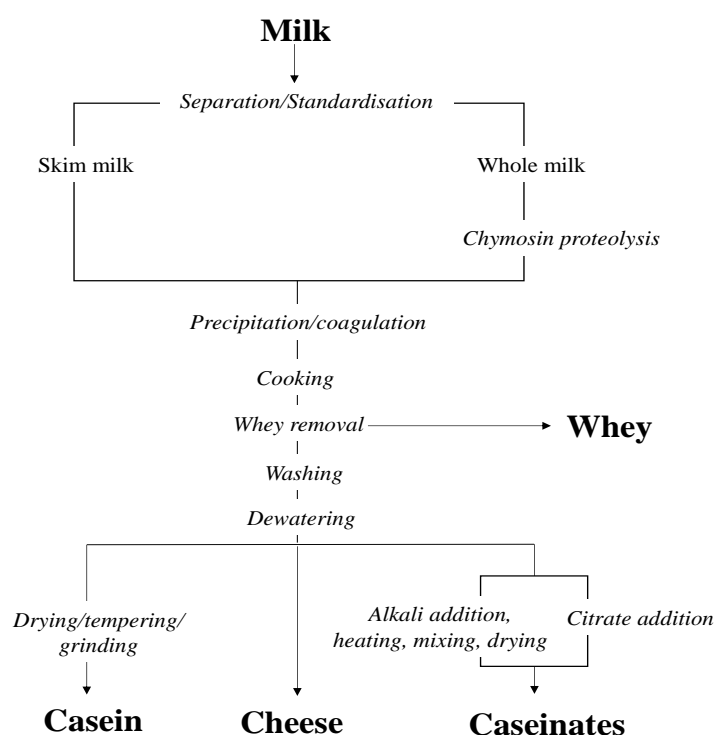 Milk
Separation/Standardisation
Skim milk
Whole milk
Chymosin proteolysis
Precipitation/coagulation
Cooking
Whey removal
Whey
Washing
Dewatering
Drying/tempering/
grinding
Alkali addition,
heating, mixing, drying
Citrate addition
Casein
Cheese
Caseinates